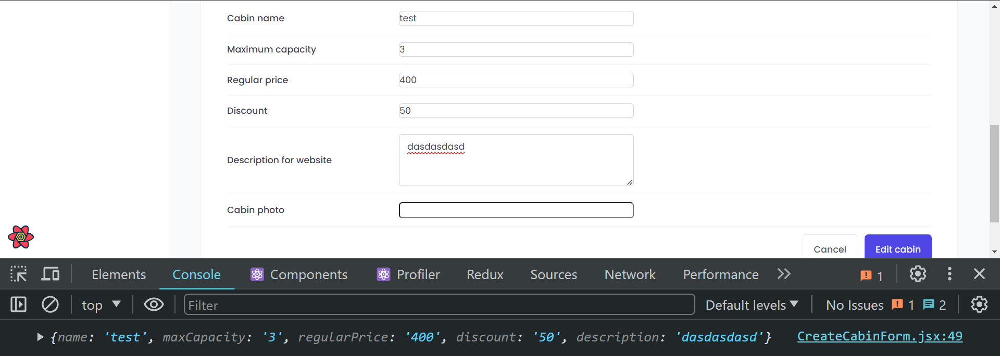 Cabin name test
Maximum capacity 3
Regular price 400
Discount 50
Description for website dasdasdasd
Cabin photo
Cancel Edit cabin
Elements Console Components Profiler Redux Sources Network Performance 1
top Filter Default levels No Issues 1 2
{name: 'test', maxCapacity: '3', regularPrice: '400', discount: '50', description: 'dasdasdasd'} CreateCabinForm.jsx:49